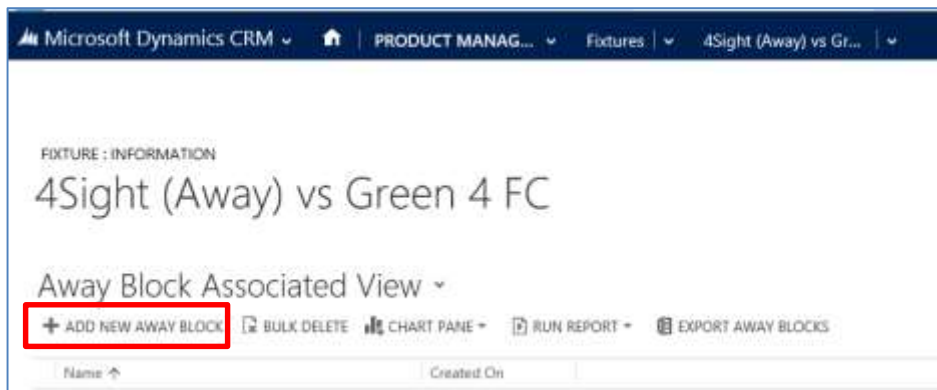 Microsoft Dynamics CRM PRODUCT MANAG... Fixtures 4Sight (Away) vs Gr...
FIXTURE : INFORMATION
4Sight (Away) vs Green 4 FC
Away Block Associated View
+ ADD NEW AWAY BLOCK BULK DELETE CHART PANE RUN REPORT EXPORT AWAY BLOCKS
Name ↑ Created On